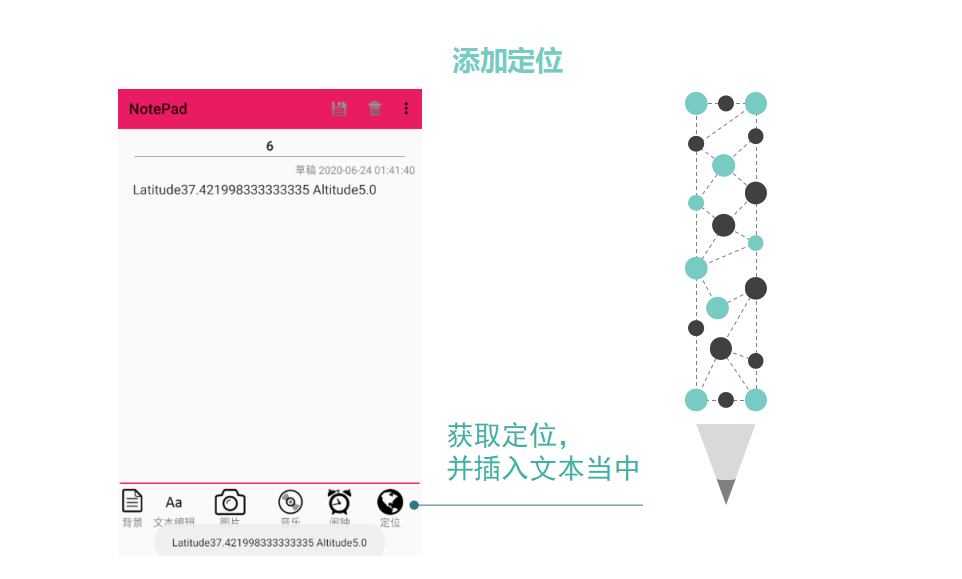 添加定位
NotePad
6
草稿 2020-06-24 01:41:40
Latitude37.421998333333335 Altitude5.0
获取定位，
并插入文本当中
Aa
背景 文本编辑 图片 音乐 闹钟 定位
Latitude37.421998333333335 Altitude5.0